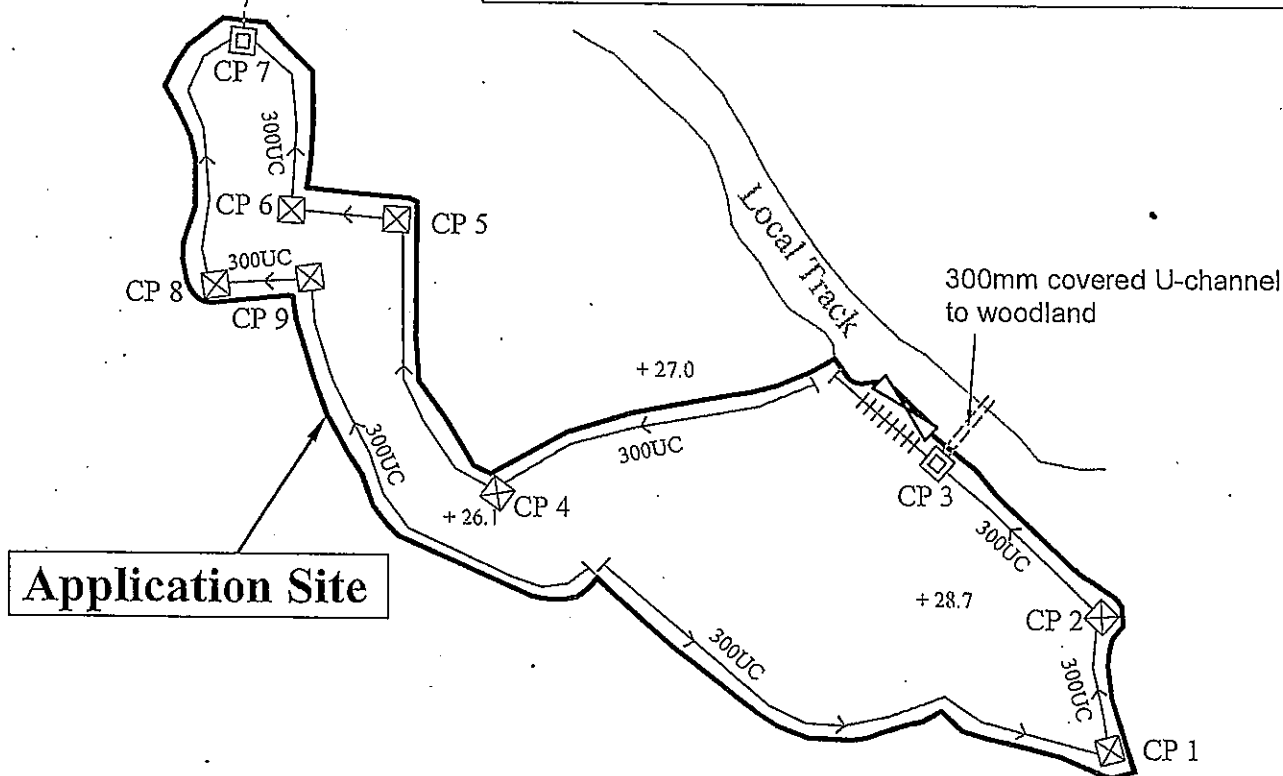 CP 7
300UC
CP 6
CP 5
300UC
CP 8
CP 9
Local Track
300mm covered U-channel
to woodland
+ 27.0
300UC
300UC
CP 4
+ 26.1
CP 3
300UC
Application Site
+ 28.7
CP 2
300UC
300UC
CP 1